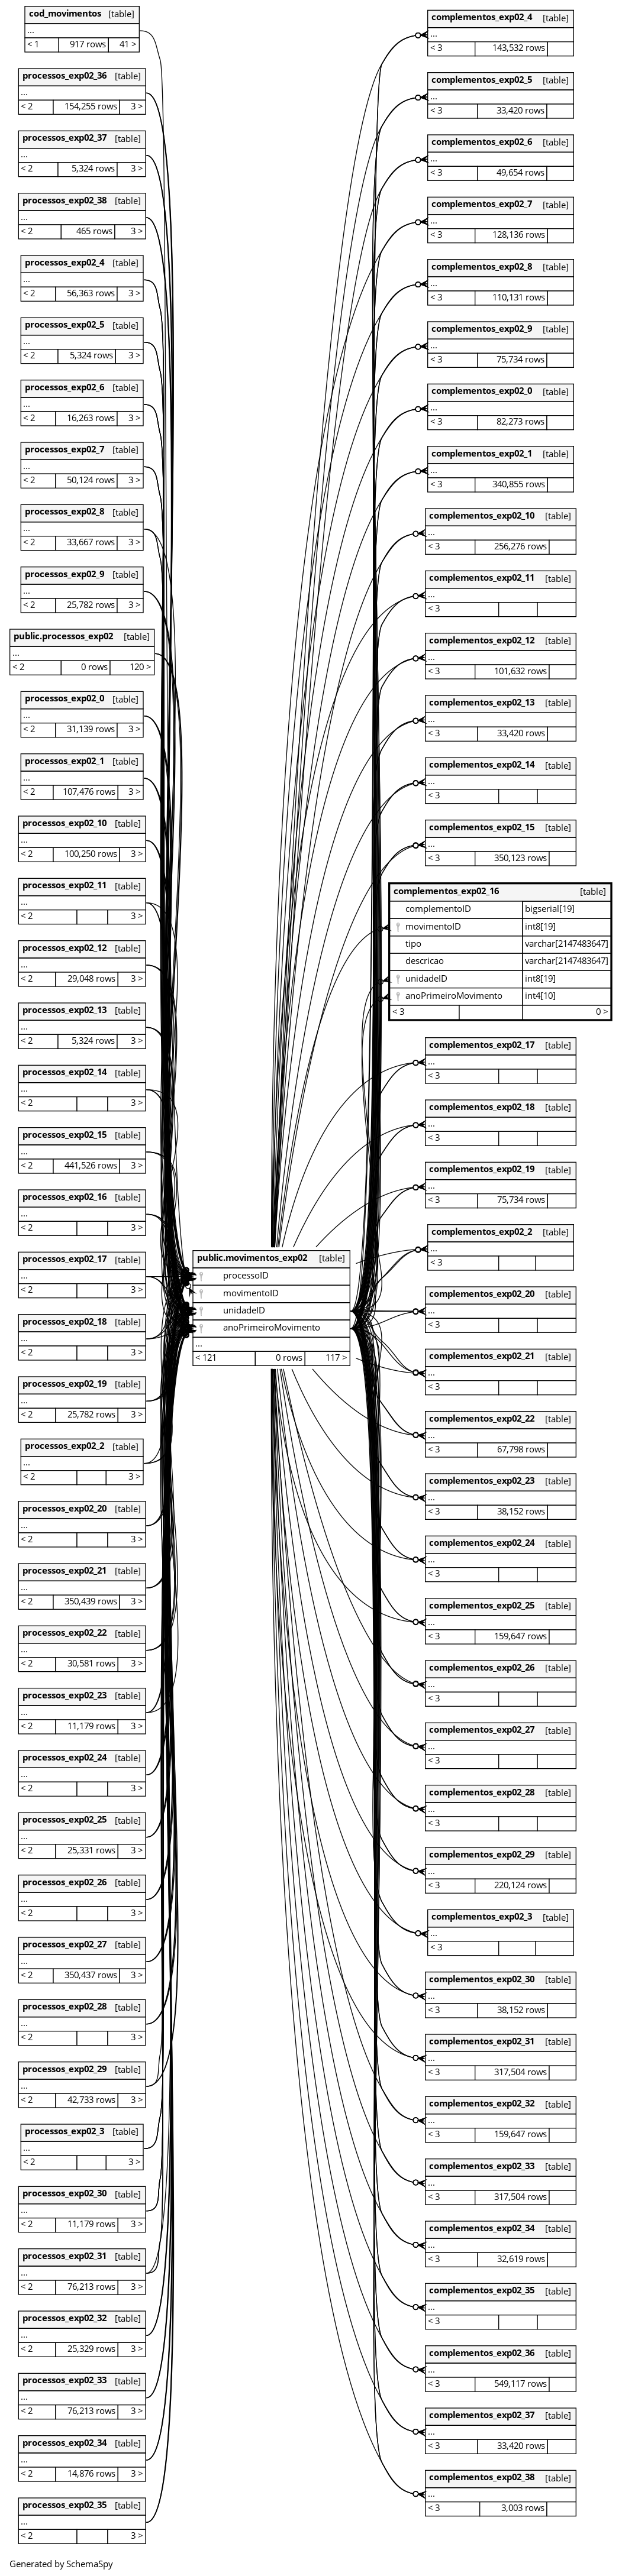 cod_movimentos [table]
...
< 1 917 rows 41 >
processos_exp02_36 [table]
...
< 2 154,255 rows 3 >
processos_exp02_37 [table]
...
< 2 5,324 rows 3 >
processos_exp02_38 [table]
...
< 2 465 rows 3 >
processos_exp02_4 [table]
...
< 2 56,363 rows 3 >
processos_exp02_5 [table]
...
< 2 5,324 rows 3 >
processos_exp02_6 [table]
...
< 2 16,263 rows 3 >
processos_exp02_7 [table]
...
< 2 50,124 rows 3 >
processos_exp02_8 [table]
...
< 2 33,667 rows 3 >
processos_exp02_9 [table]
...
< 2 25,782 rows 3 >
public.processos_exp02 [table]
...
< 2 0 rows 120 >
processos_exp02_0 [table]
...
< 2 31,139 rows 3 >
processos_exp02_1 [table]
...
< 2 107,476 rows 3 >
processos_exp02_10 [table]
...
< 2 100,250 rows 3 >
processos_exp02_11 [table]
...
< 2 3 >
processos_exp02_12 [table]
...
< 2 29,048 rows 3 >
processos_exp02_13 [table]
...
< 2 5,324 rows 3 >
processos_exp02_14 [table]
...
< 2 3 >
processos_exp02_15 [table]
...
< 2 441,526 rows 3 >
processos_exp02_16 [table]
...
< 2 3 >
processos_exp02_17 [table]
...
< 2 3 >
processos_exp02_18 [table]
...
< 2 3 >
processos_exp02_19 [table]
...
< 2 25,782 rows 3 >
processos_exp02_2 [table]
...
< 2 3 >
processos_exp02_20 [table]
...
< 2 3 >
processos_exp02_21 [table]
...
< 2 350,439 rows 3 >
processos_exp02_22 [table]
...
< 2 30,581 rows 3 >
processos_exp02_23 [table]
...
< 2 11,179 rows 3 >
processos_exp02_24 [table]
...
< 2 3 >
processos_exp02_25 [table]
...
< 2 25,331 rows 3 >
processos_exp02_26 [table]
...
< 2 3 >
processos_exp02_27 [table]
...
< 2 350,437 rows 3 >
processos_exp02_28 [table]
...
< 2 3 >
processos_exp02_29 [table]
...
< 2 42,733 rows 3 >
processos_exp02_3 [table]
...
< 2 3 >
processos_exp02_30 [table]
...
< 2 11,179 rows 3 >
processos_exp02_31 [table]
...
< 2 76,213 rows 3 >
processos_exp02_32 [table]
...
< 2 25,329 rows 3 >
processos_exp02_33 [table]
...
< 2 76,213 rows 3 >
processos_exp02_34 [table]
...
< 2 14,876 rows 3 >
processos_exp02_35 [table]
...
< 2 3 >
public.movimentos_exp02 [table]
processoID
movimentoID
unidadeID
anoPrimeiroMovimento
...
< 121 0 rows 117 >
complementos_exp02_4 [table]
...
< 3 143,532 rows
complementos_exp02_5 [table]
...
< 3 33,420 rows
complementos_exp02_6 [table]
...
< 3 49,654 rows
complementos_exp02_7 [table]
...
< 3 128,136 rows
complementos_exp02_8 [table]
...
< 3 110,131 rows
complementos_exp02_9 [table]
...
< 3 75,734 rows
complementos_exp02_0 [table]
...
< 3 82,273 rows
complementos_exp02_1 [table]
...
< 3 340,855 rows
complementos_exp02_10 [table]
...
< 3 256,276 rows
complementos_exp02_11 [table]
...
< 3
complementos_exp02_12 [table]
...
< 3 101,632 rows
complementos_exp02_13 [table]
...
< 3 33,420 rows
complementos_exp02_14 [table]
...
< 3
complementos_exp02_15 [table]
...
< 3 350,123 rows
complementos_exp02_16 [table]
complementoID bigserial[19]
movimentoID int8[19]
tipo varchar[2147483647]
descricao varchar[2147483647]
unidadeID int8[19]
anoPrimeiroMovimento int4[10]
< 3 0 >
complementos_exp02_17 [table]
...
< 3
complementos_exp02_18 [table]
...
< 3
complementos_exp02_19 [table]
...
< 3 75,734 rows
complementos_exp02_2 [table]
...
< 3
complementos_exp02_20 [table]
...
< 3
complementos_exp02_21 [table]
...
< 3
complementos_exp02_22 [table]
...
< 3 67,798 rows
complementos_exp02_23 [table]
...
< 3 38,152 rows
complementos_exp02_24 [table]
...
< 3
complementos_exp02_25 [table]
...
< 3 159,647 rows
complementos_exp02_26 [table]
...
< 3
complementos_exp02_27 [table]
...
< 3
complementos_exp02_28 [table]
...
< 3
complementos_exp02_29 [table]
...
< 3 220,124 rows
complementos_exp02_3 [table]
...
< 3
complementos_exp02_30 [table]
...
< 3 38,152 rows
complementos_exp02_31 [table]
...
< 3 317,504 rows
complementos_exp02_32 [table]
...
< 3 159,647 rows
complementos_exp02_33 [table]
...
< 3 317,504 rows
complementos_exp02_34 [table]
...
< 3 32,619 rows
complementos_exp02_35 [table]
...
< 3
complementos_exp02_36 [table]
...
< 3 549,117 rows
complementos_exp02_37 [table]
...
< 3 33,420 rows
complementos_exp02_38 [table]
...
< 3 3,003 rows
Generated by SchemaSpy